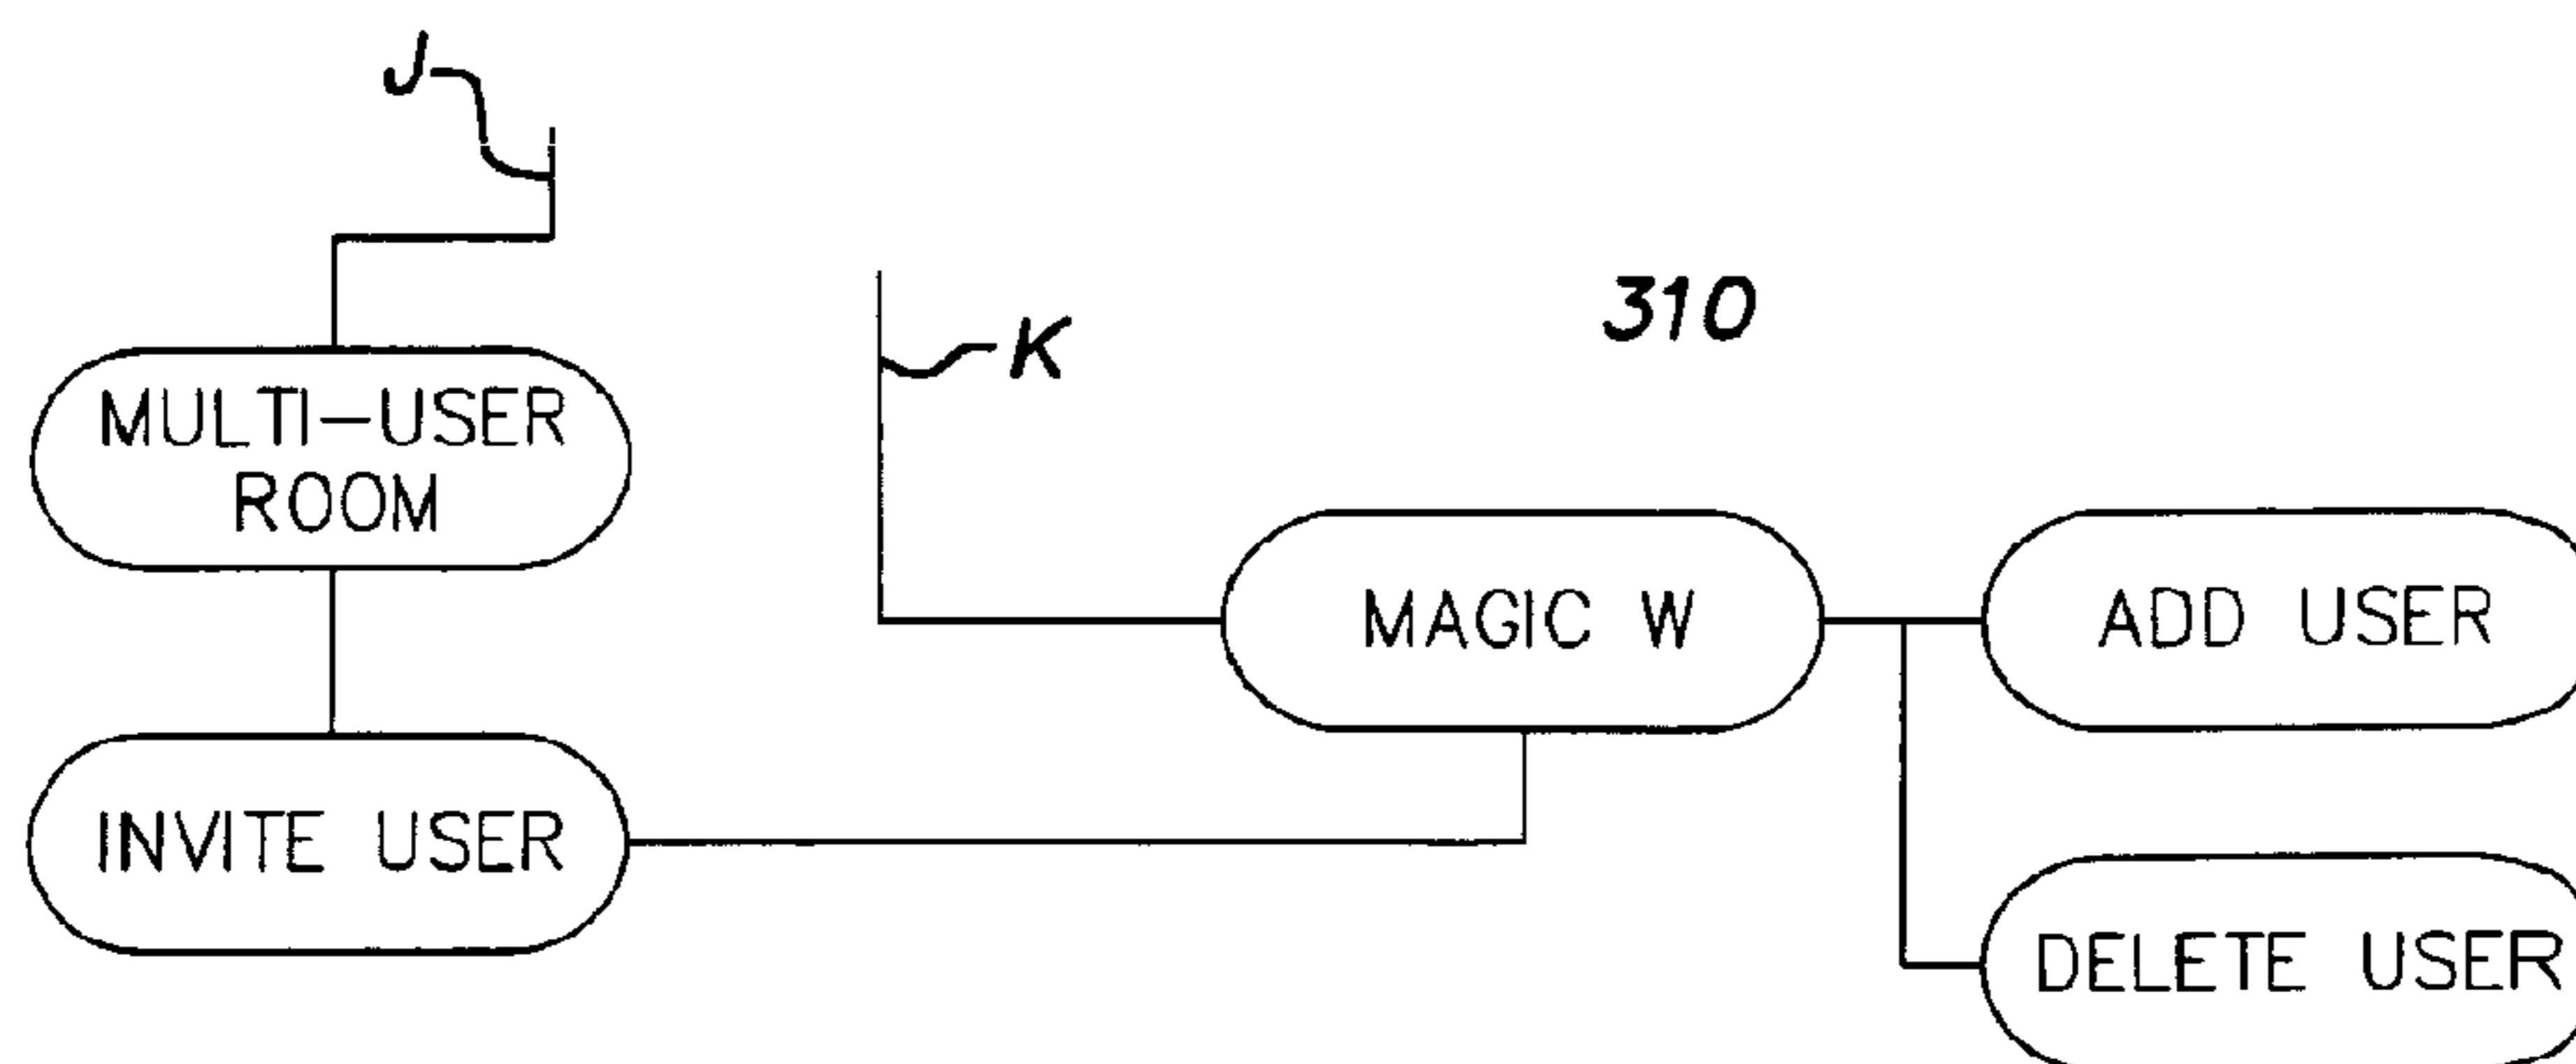 J
K
310
MULTI-USER
ROOM
MAGIC W
ADD USER
INVITE USER
DELETE USER